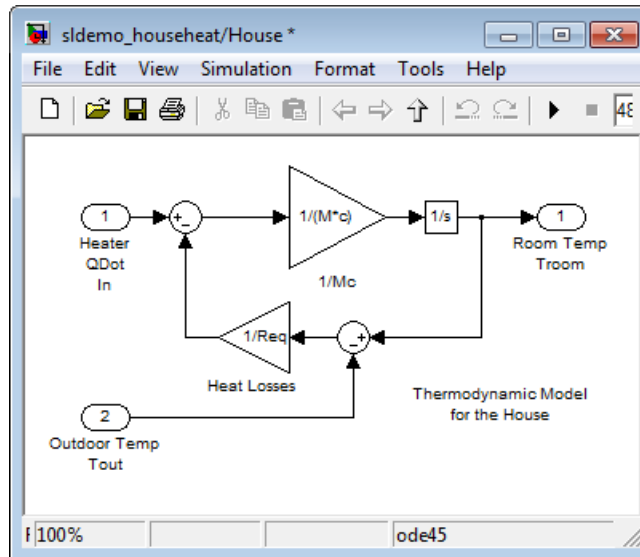 sldemo_househeat/House *
File Edit View Simulation Format Tools Help
48
1
+
-
1/(M*c)
1/s
1
Heater
QDot
In
Room Temp
Troom
1/Mc
1/Req
-
+
Heat Losses
Thermodynamic Model
for the House
2
Outdoor Temp
Tout
100%
ode45